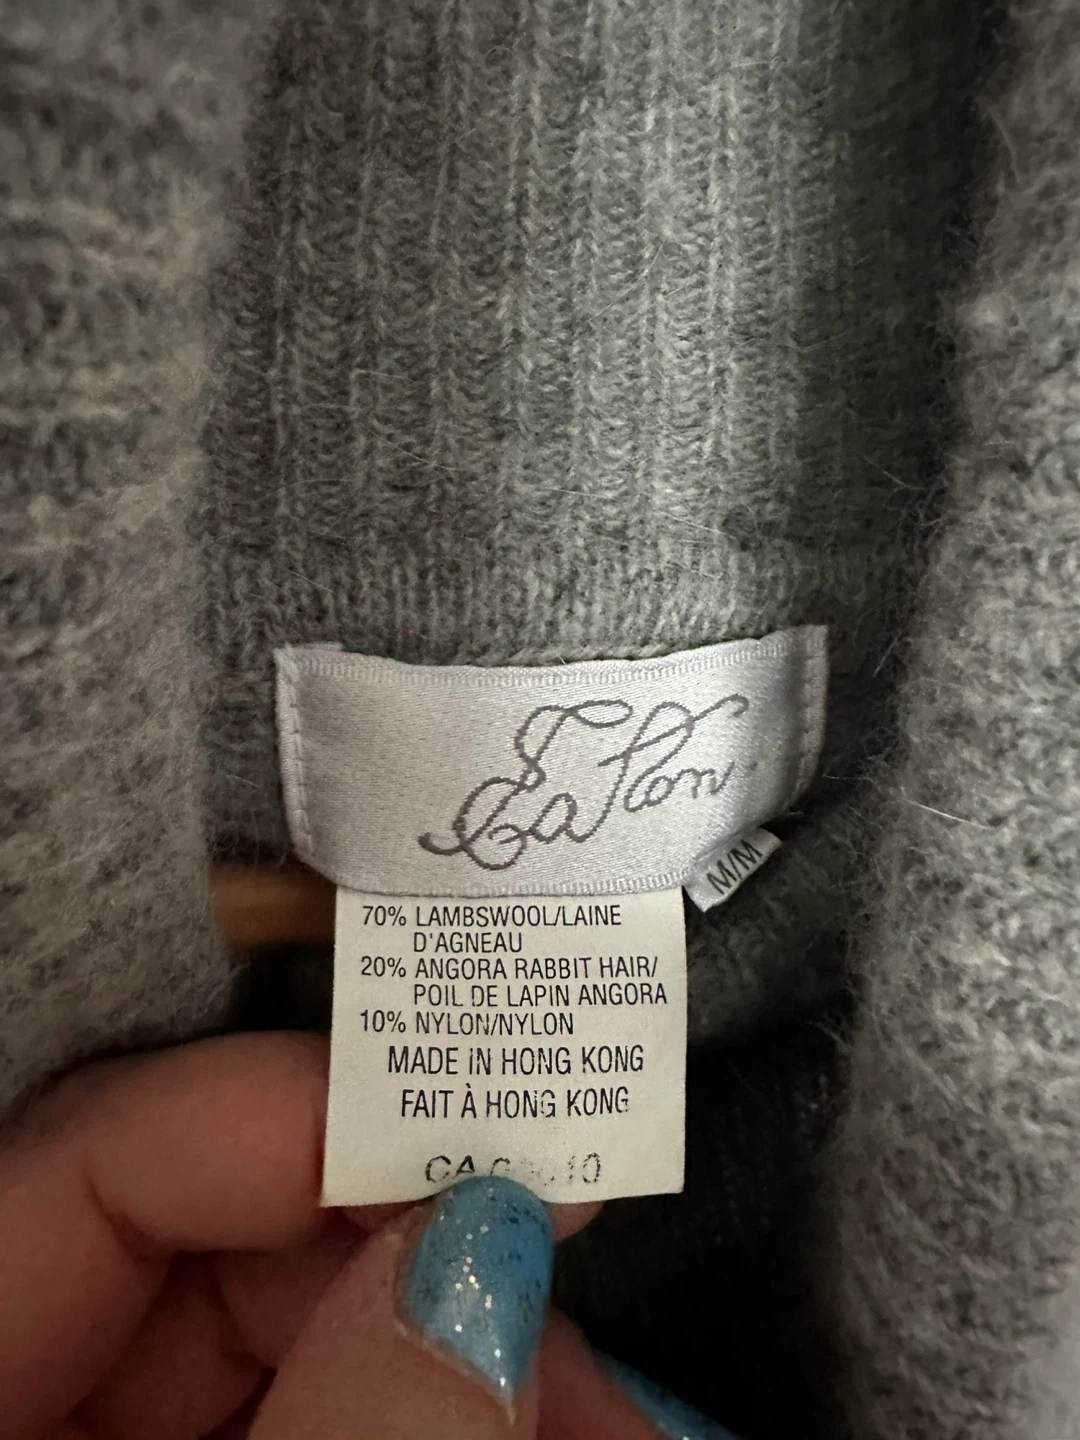 M/M
70% LAMBSWOOL/LAINE
D'AGNEAU
20% ANGORA RABBIT HAIR/
POIL DE LAPIN ANGORA
10% NYLON/NYLON
MADE IN HONG KONG
FAIT À HONG KONG
CA